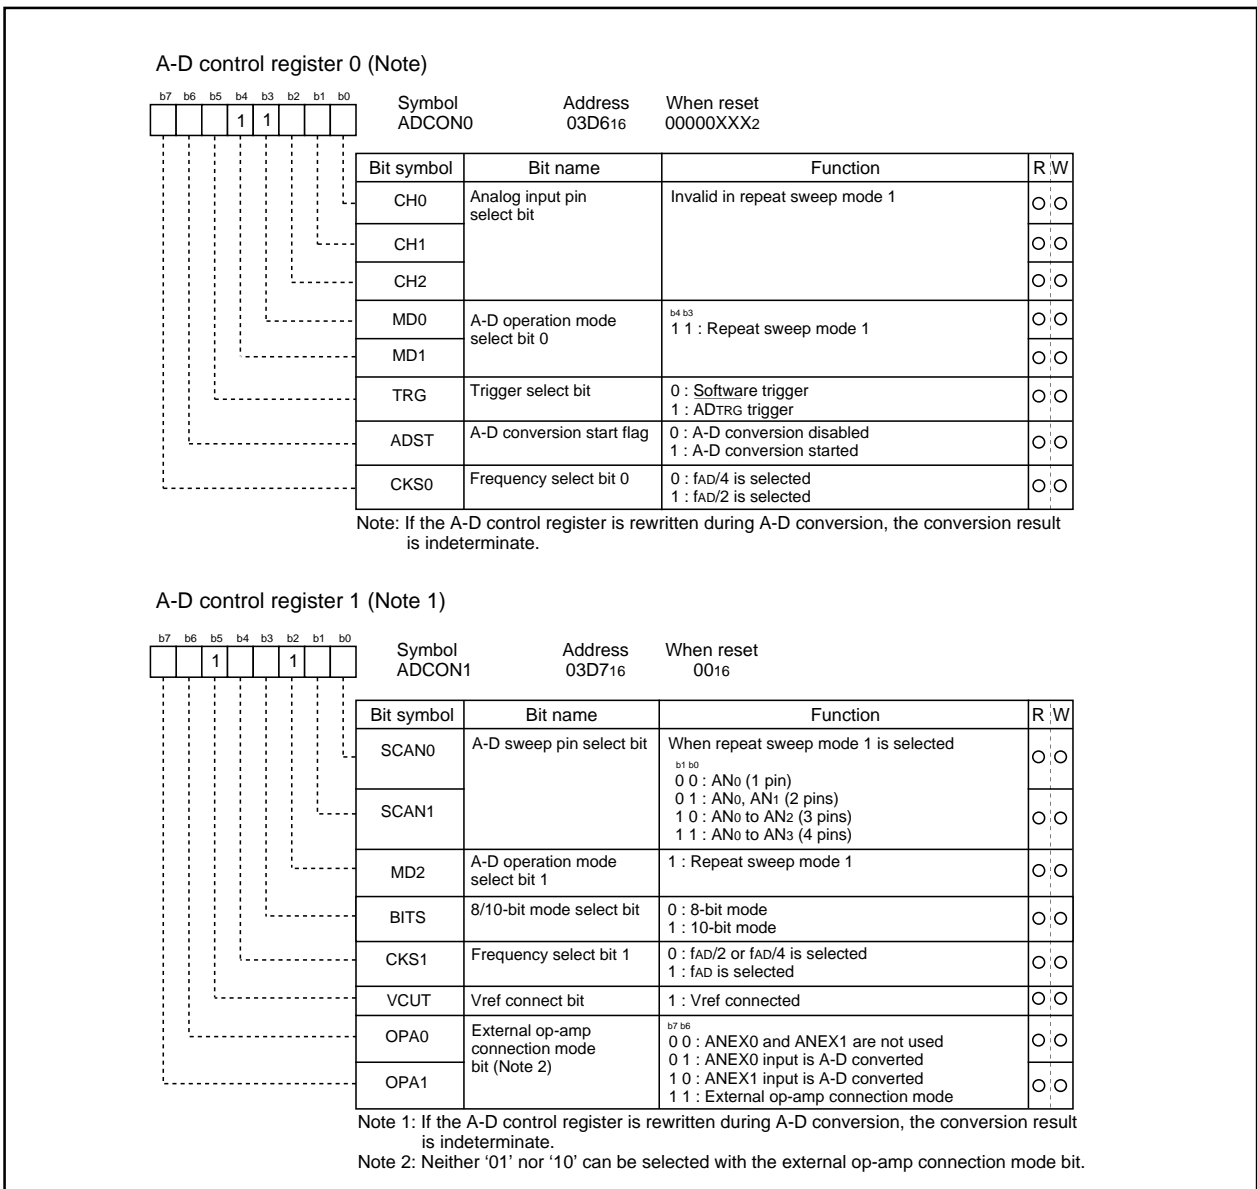 A-D control register 0 (Note)
b7 b6 b5 b4 b3 b2 b1 b0
1 1
Symbol Address When reset
ADCON0 03D616 00000XXX2
Bit symbol Bit name Function R W
CH0 Analog input pin select bit Invalid in repeat sweep mode 1
CH1
CH2
MD0 A-D operation mode select bit 0 b4 b3
1 1 : Repeat sweep mode 1
MD1
TRG Trigger select bit 0 : Software trigger
1 : ADTRG trigger
ADST A-D conversion start flag 0 : A-D conversion disabled
1 : A-D conversion started
CKS0 Frequency select bit 0 0 : fAD/4 is selected
1 : fAD/2 is selected
Note: If the A-D control register is rewritten during A-D conversion, the conversion result
is indeterminate.
A-D control register 1 (Note 1)
b7 b6 b5 b4 b3 b2 b1 b0
1 1
Symbol Address When reset
ADCON1 03D716 0016
Bit symbol Bit name Function R W
SCAN0 A-D sweep pin select bit When repeat sweep mode 1 is selected
b1 b0
0 0 : AN0 (1 pin)
0 1 : AN0, AN1 (2 pins)
SCAN1 1 0 : AN0 to AN2 (3 pins)
1 1 : AN0 to AN3 (4 pins)
MD2 A-D operation mode select bit 1 1 : Repeat sweep mode 1
BITS 8/10-bit mode select bit 0 : 8-bit mode
1 : 10-bit mode
CKS1 Frequency select bit 1 0 : fAD/2 or fAD/4 is selected
1 : fAD is selected
VCUT Vref connect bit 1 : Vref connected
OPA0 External op-amp connection mode bit (Note 2) b7 b6
0 0 : ANEX0 and ANEX1 are not used
0 1 : ANEX0 input is A-D converted
OPA1 1 0 : ANEX1 input is A-D converted
1 1 : External op-amp connection mode
Note 1: If the A-D control register is rewritten during A-D conversion, the conversion result
is indeterminate.
Note 2: Neither ‘01’ nor ‘10’ can be selected with the external op-amp connection mode bit.